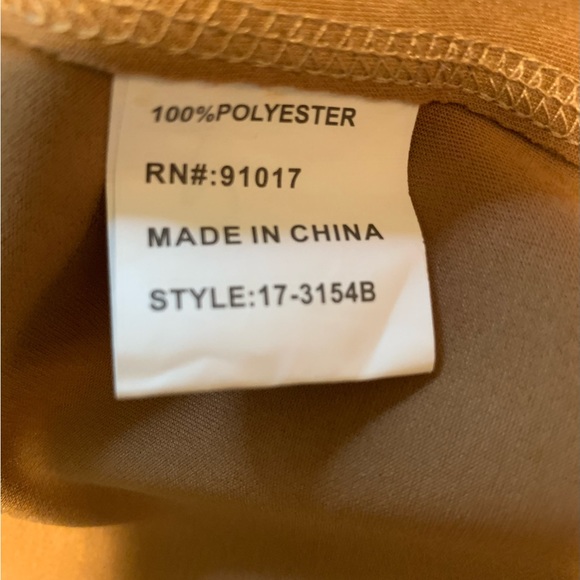 100%POLYESTER
RN#:91017
MADE IN CHINA
STYLE:17-3154B